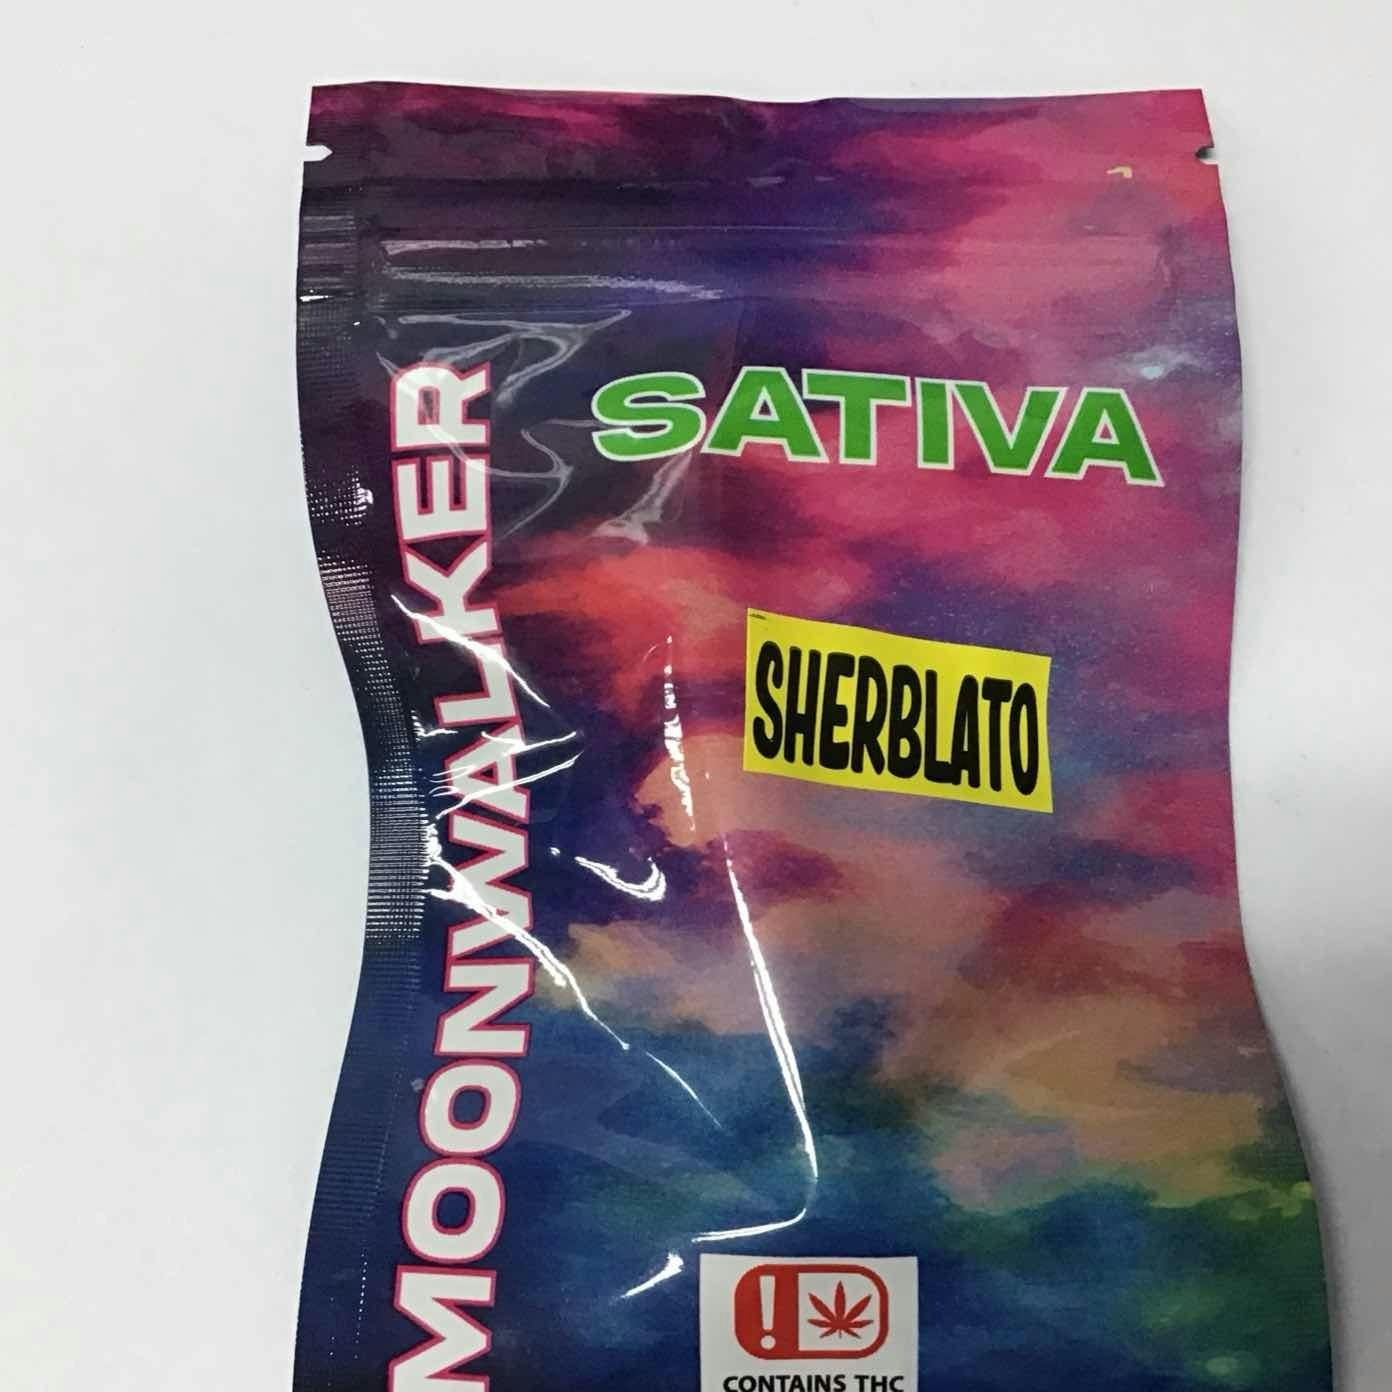 SATIVA
MOONWALKER
SHERBLATO
!
CONTAINS THC